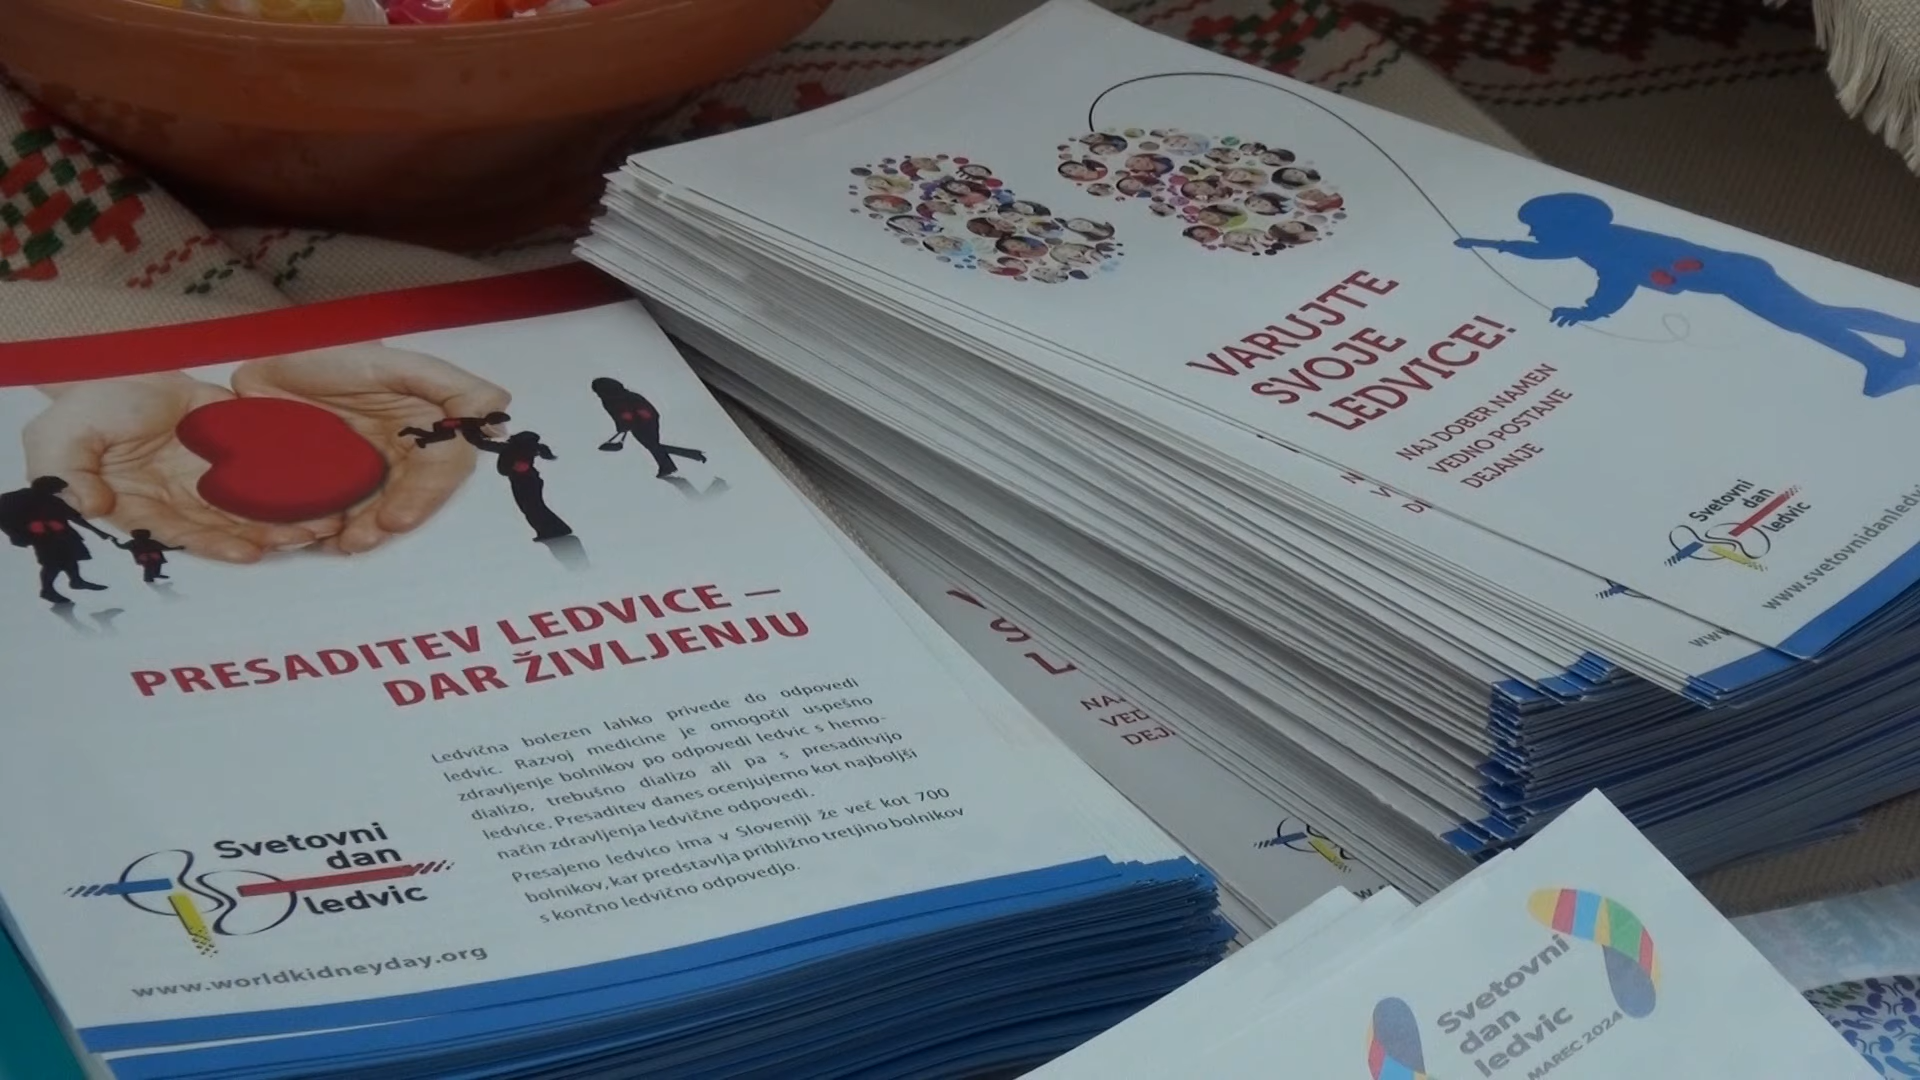 PRESADITEV LEDVICE –
DAR ŽIVLJENJU
Ledvična bolezen lahko privede do odpovedi
ledvic. Razvoj medicine je omogočil uspešno
zdravljenje bolnikov po odpovedi ledvic s hemo-
dializo, trebušno dializo ali pa s presaditvijo
ledvice. Presaditev danes ocenjujemo kot najboljši
način zdravljenja ledvične odpovedi.
Presajeno ledvico ima v Sloveniji že več kot 700
bolnikov, kar predstavlja približno tretjino bolnikov
s končno ledvično odpovedjo.
Svetovni
dan
ledvic
www.worldkidneyday.org
VARUJTE
SVOJE
LEDVICE!
NAJ DOBER NAMEN
VEDNO POSTANE
DEJANJE
Svetovni
dan
ledvic
www.svetovnidanledv
Svetovni
dan
ledvic
MAREC 2024